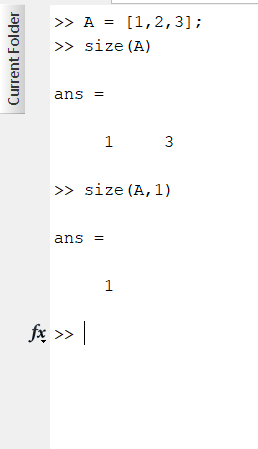 Current Folder
>> A = [1,2,3];
>> size(A)
ans =
1 3
>> size(A,1)
ans =
1
fx >>